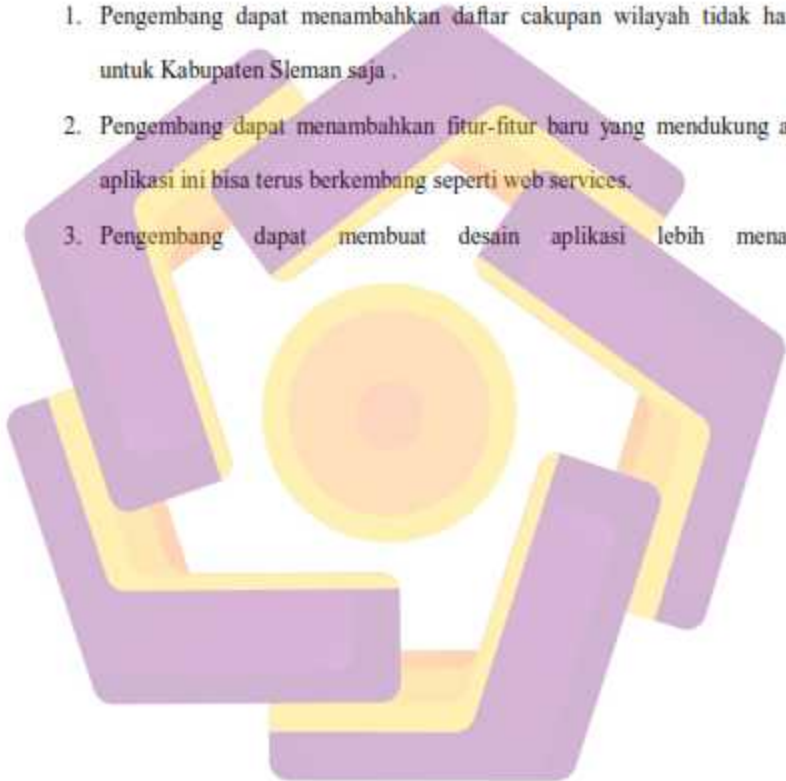 1. Pengembang dapat menambahkan daftar cakupan wilayah tidak ha
untuk Kabupaten Sleman saja .
2. Pengembang dapat menambahkan fitur-fitur baru yang mendukung a
aplikasi ini bisa terus berkembang seperti web services.
3. Pengembang dapat membuat desain aplikasi lebih mena